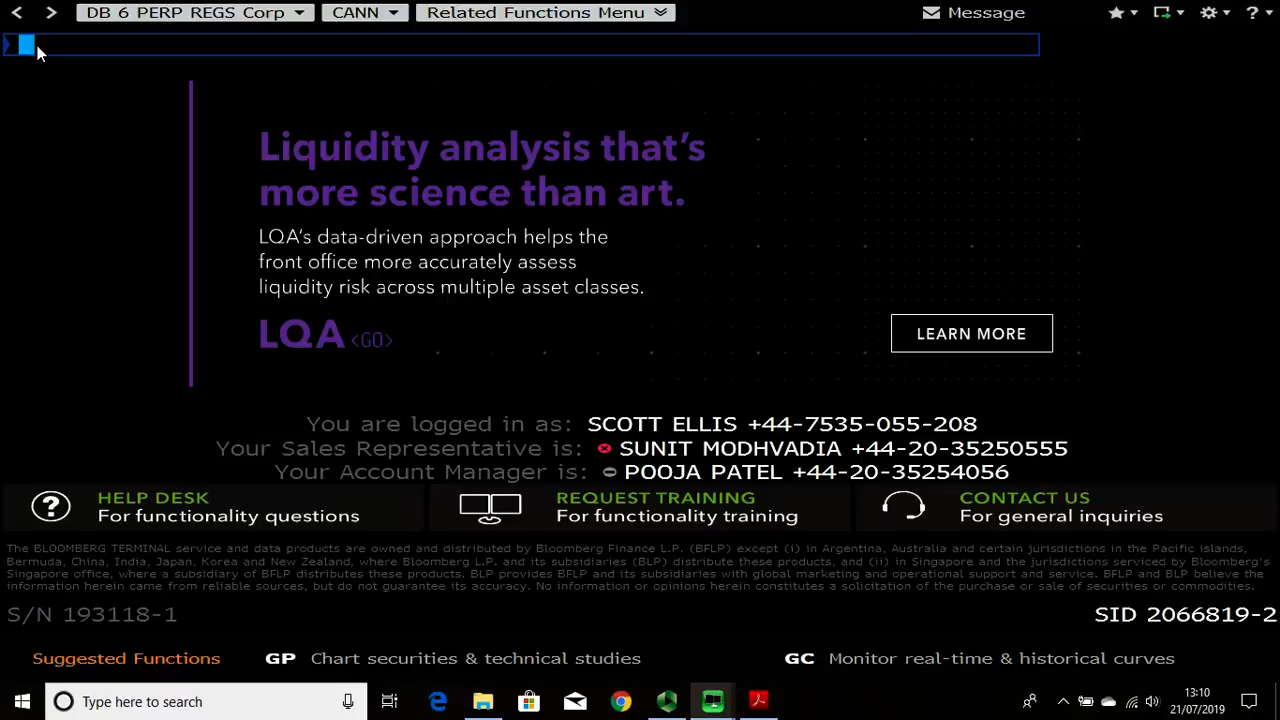 DB 6 PERP REGS Corp CANN Related Functions Menu Message
Liquidity analysis that's
more science than art.
LQA's data-driven approach helps the
front office more accurately assess
liquidity risk across multiple asset classes.
LQA <GO>
LEARN MORE
You are logged in as: SCOTT ELLIS +44-7535-055-208
Your Sales Representative is: SUNIT MODHVADIA +44-20-35250555
Your Account Manager is: POOJA PATEL +44-20-35254056
HELP DESK
For functionality questions
REQUEST TRAINING
For functionality training
CONTACT US
For general inquiries
The BLOOMBERG TERMINAL service and data products are owned and distributed by Bloomberg Finance L.P. (BFLP) except (i) in Argentina, Australia and certain jurisdictions in the Pacific islands,
Bermuda, China, India, Japan, Korea and New Zealand, where Bloomberg L.P. and its subsidiaries (BLP) distribute these products, and (ii) in Singapore and the jurisdictions serviced by Bloomberg's
Singapore office, where a subsidiary of BFLP distributes these products. BLP provides BFLP and its subsidiaries with global marketing and operational support and service. BFLP and BLP believe the
information herein came from reliable sources, but do not guarantee its accuracy. No information or opinions herein constitutes a solicitation of the purchase or sale of securities or commodities.
S/N 193118-1 SID 2066819-2
Suggested Functions GP Chart securities & technical studies GC Monitor real-time & historical curves
Type here to search
13:10
21/07/2019